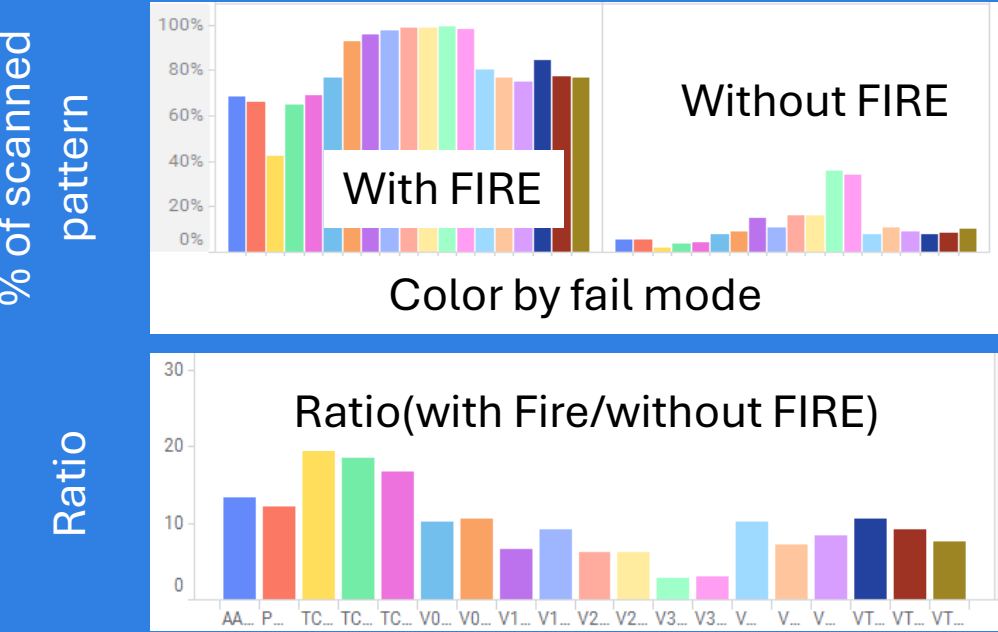 % of scanned
pattern
100%
80%
60%
40%
20%
0%
With FIRE
Without FIRE
Color by fail mode
Ratio
30
20
10
0
Ratio(with Fire/without FIRE)
AA... P... TC... TC... TC... V0... V0... V1... V1... V2... V2... V3... V3... V... V... V... VT... VT... VT...